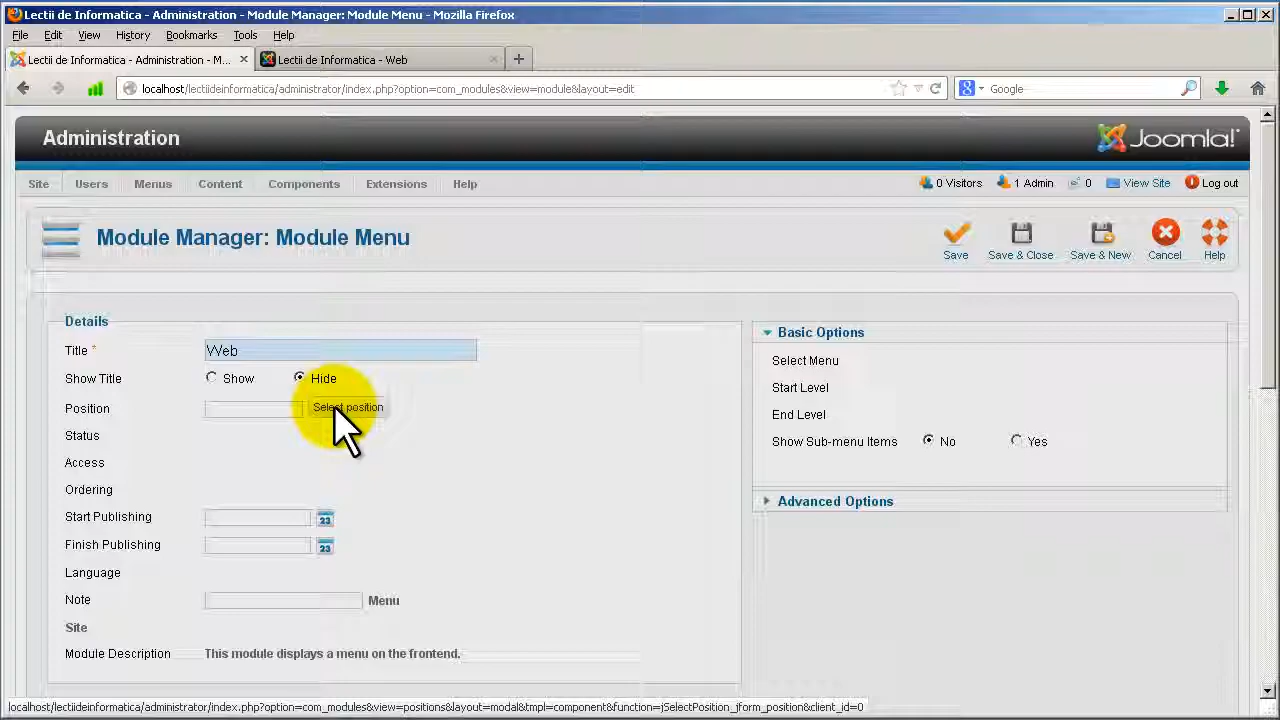 Lectii de Informatica - Administration - Module Manager: Module Menu - Mozilla Firefox
File Edit View History Bookmarks Tools Help
Lectii de Informatica - Administration - M... Lectii de Informatica - Web
localhost/lectiideinformatica/administrator/index.php?option=com_modules&view=module&layout=edit Google
Administration Joomla!
Site Users Menus Content Components Extensions Help 0 Visitors 1 Admin 0 View Site Log out
Module Manager: Module Menu
Save Save & Close Save & New Cancel Help
Details
Title * Web
Show Title Show Hide
Position Select position
Status
Access
Ordering
Start Publishing 23
Finish Publishing 23
Language
Note Menu
Site
Module Description This module displays a menu on the frontend.
Basic Options
Select Menu
Start Level
End Level
Show Sub-menu Items No Yes
Advanced Options
localhost/lectiideinformatica/administrator/index.php?option=com_modules&view=positions&layout=modal&tmpl=component&function=jSelectPosition_jform_position&client_id=0